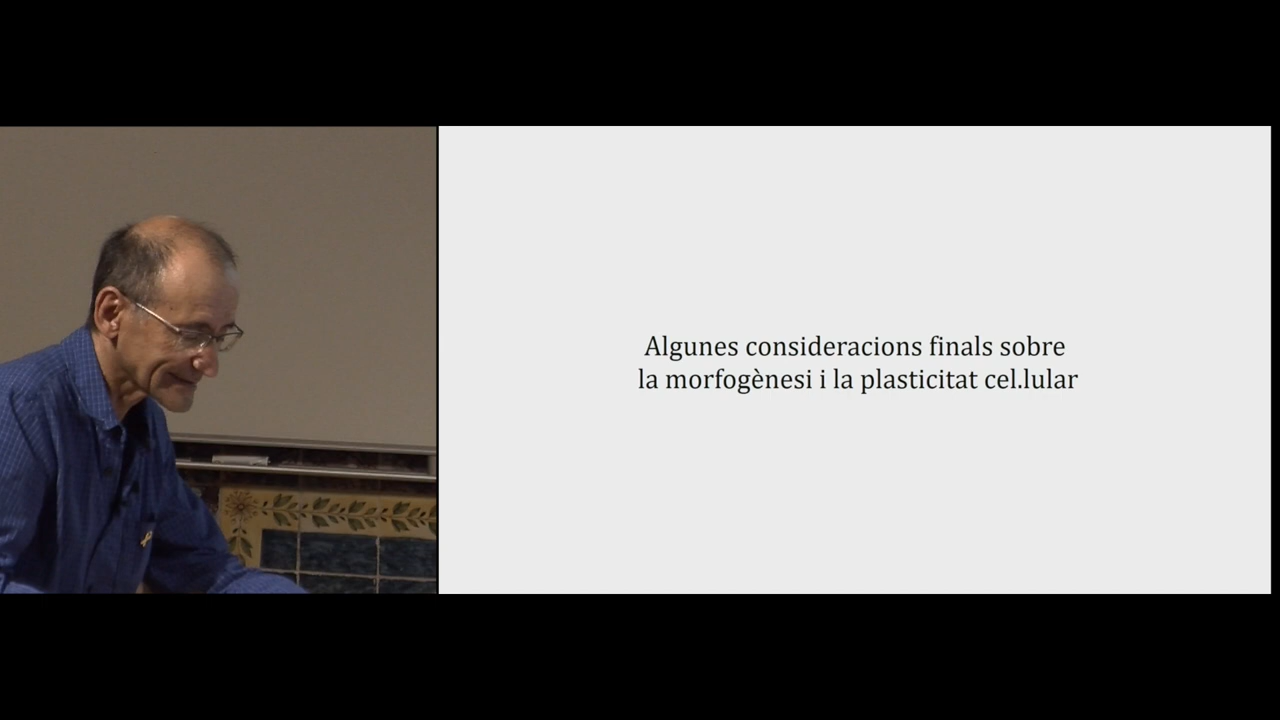 Algunes consideracions finals sobre
la morfogènesi i la plasticitat cel.lular